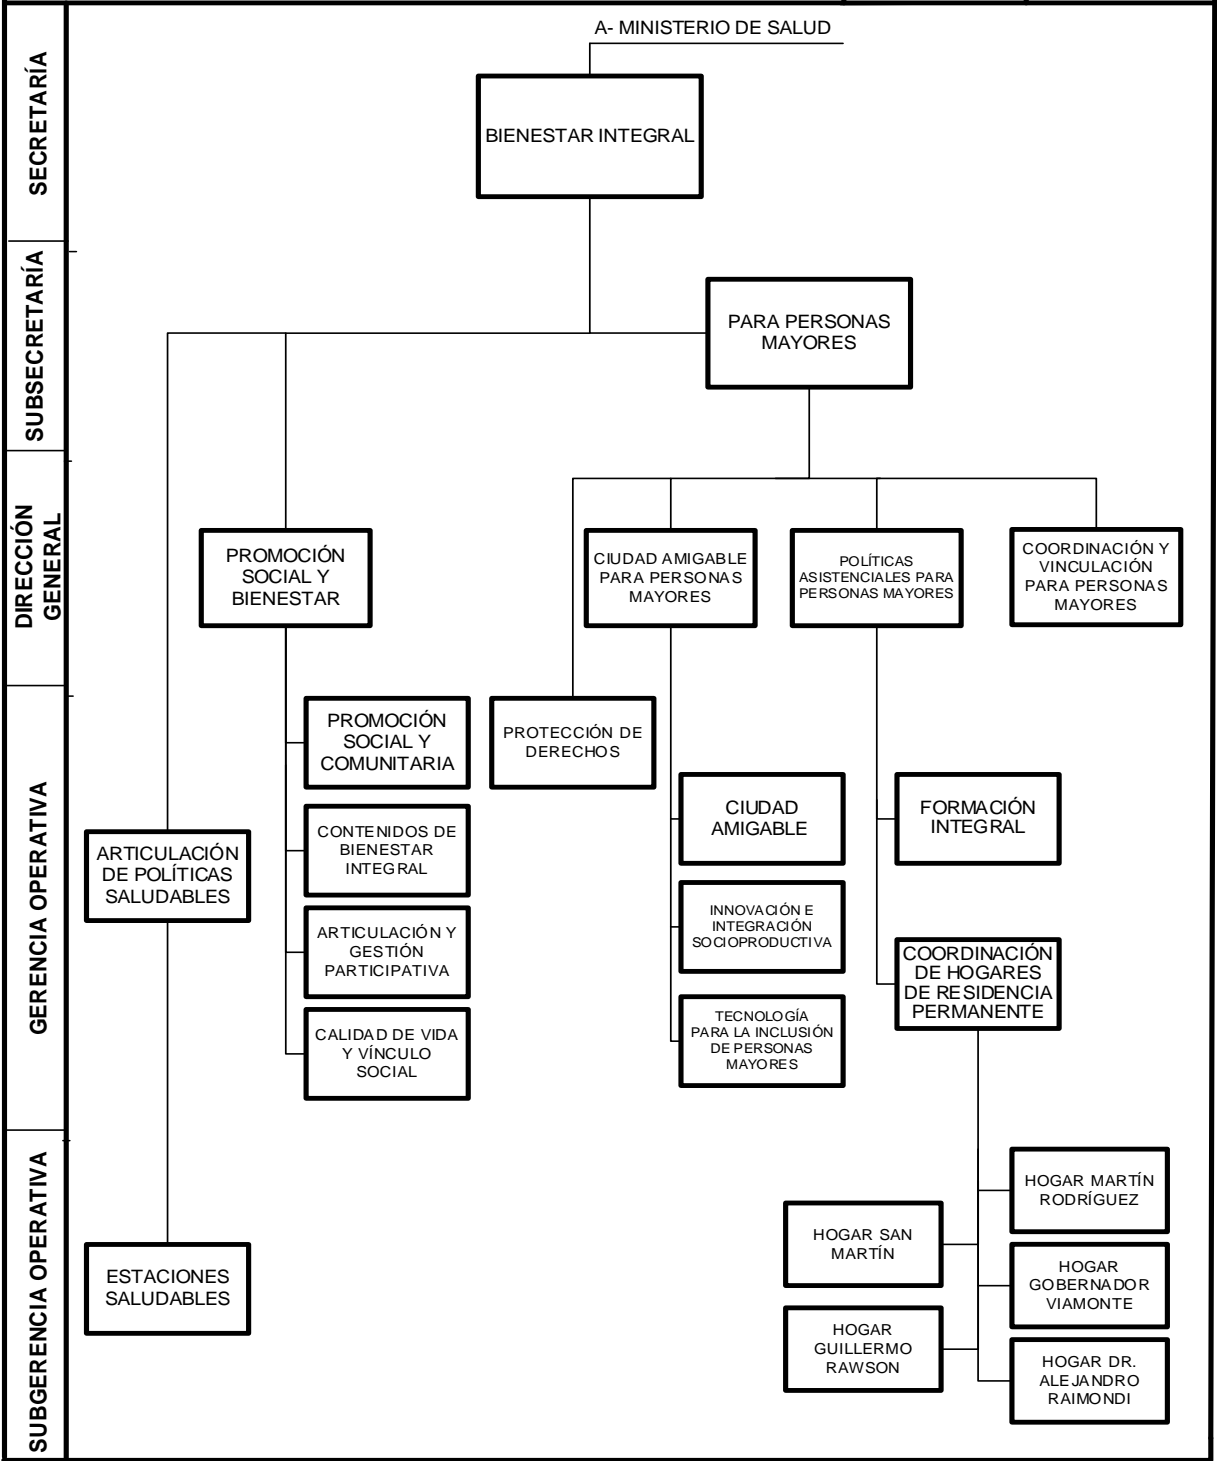 A- MINISTERIO DE SALUD
SECRETARÍA
BIENESTAR INTEGRAL
SUBSECRETARÍA
PARA PERSONAS
MAYORES
DIRECCIÓN
GENERAL
PROMOCIÓN
SOCIAL Y
BIENESTAR
CIUDAD AMIGABLE
PARA PERSONAS
MAYORES
POLÍTICAS
ASISTENCIALES PARA
PERSONAS MAYORES
COORDINACIÓN Y
VINCULACIÓN
PARA PERSONAS
MAYORES
GERENCIA OPERATIVA
ARTICULACIÓN
DE POLÍTICAS
SALUDABLES
PROMOCIÓN
SOCIAL Y
COMUNITARIA
CONTENIDOS DE
BIENESTAR
INTEGRAL
ARTICULACIÓN Y
GESTIÓN
PARTICIPATIVA
CALIDAD DE VIDA
Y VÍNCULO
SOCIAL
PROTECCIÓN DE
DERECHOS
CIUDAD
AMIGABLE
INNOVACIÓN E
INTEGRACIÓN
SOCIOPRODUCTIVA
TECNOLOGÍA
PARA LA INCLUSIÓN
DE PERSONAS
MAYORES
FORMACIÓN
INTEGRAL
COORDINACIÓN
DE HOGARES
DE RESIDENCIA
PERMANENTE
SUBGERENCIA OPERATIVA
ESTACIONES
SALUDABLES
HOGAR SAN
MARTÍN
HOGAR
GUILLERMO
RAWSON
HOGAR MARTÍN
RODRÍGUEZ
HOGAR
GOBERNADOR
VIAMONTE
HOGAR DR.
ALEJANDRO
RAIMONDI